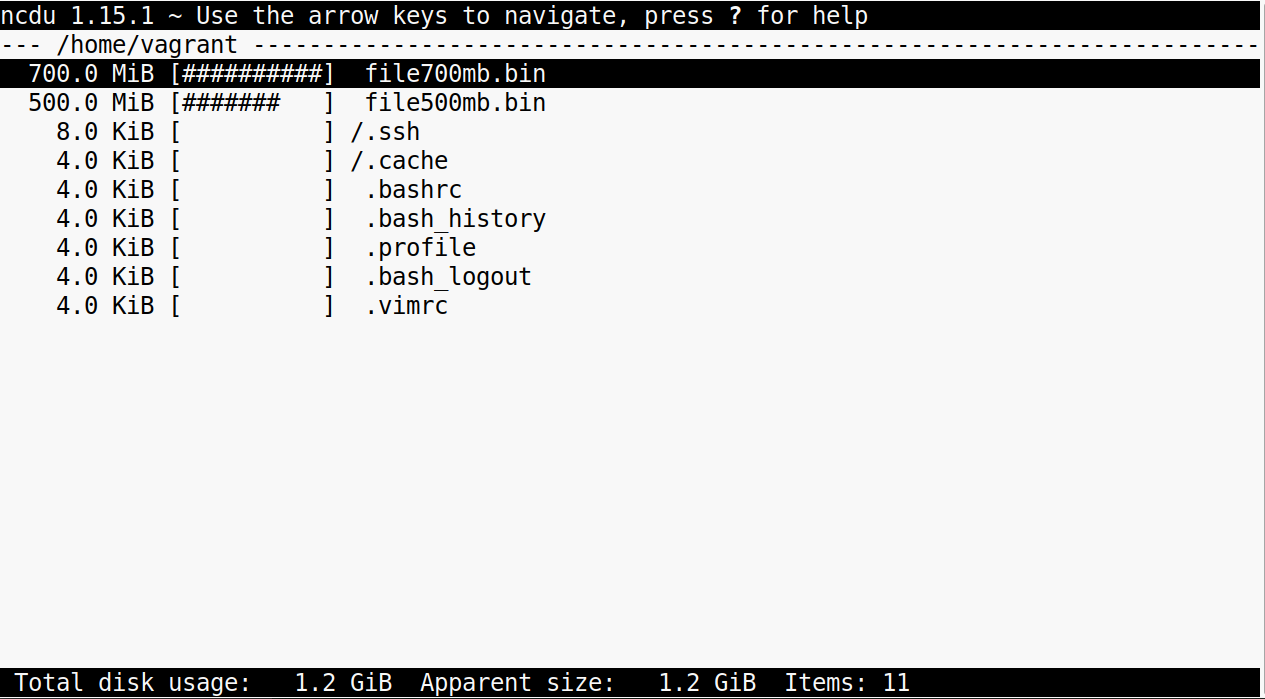 ncdu 1.15.1 ~ Use the arrow keys to navigate, press ? for help
--- /home/vagrant ------------------------------------------------------------------------
  700.0 MiB [##########]  file700mb.bin
  500.0 MiB [#######   ]  file500mb.bin
    8.0 KiB [          ] /.ssh
    4.0 KiB [          ] /.cache
    4.0 KiB [          ]  .bashrc
    4.0 KiB [          ]  .bash_history
    4.0 KiB [          ]  .profile
    4.0 KiB [          ]  .bash_logout
    4.0 KiB [          ]  .vimrc
 Total disk usage:   1.2 GiB  Apparent size:   1.2 GiB  Items: 11